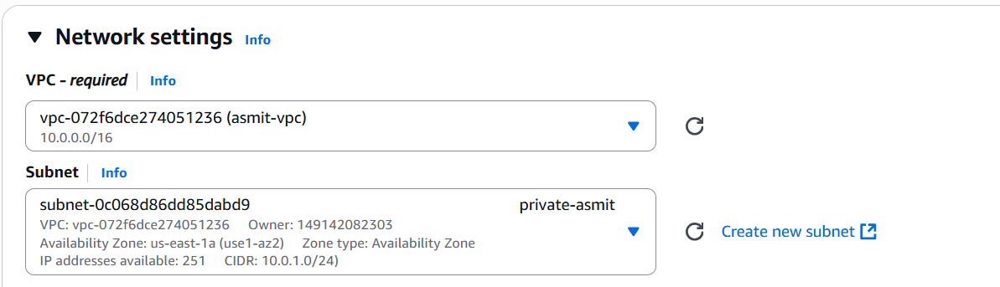 Network settings Info
VPC - required Info
vpc-072f6dce274051236 (asmit-vpc)
10.0.0.0/16
Subnet Info
subnet-0c068d86dd85dabd9 private-asmit
VPC: vpc-072f6dce274051236 Owner: 149142082303
Availability Zone: us-east-1a (use1-az2) Zone type: Availability Zone
IP addresses available: 251 CIDR: 10.0.1.0/24)
Create new subnet